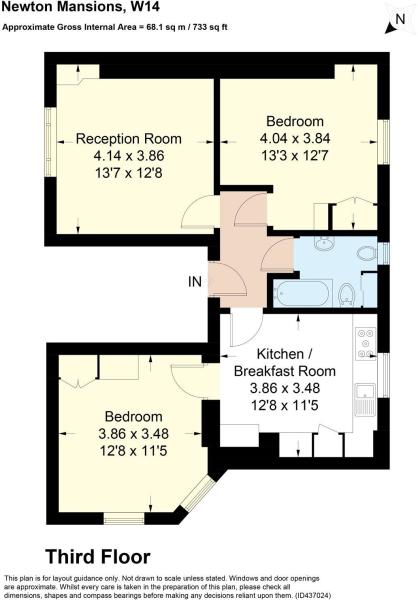 Newton Mansions, W14
Approximate Gross Internal Area = 68.1 sq m / 733 sq ft
N
Reception Room
4.14 x 3.86
13'7 x 12'8
Bedroom
4.04 x 3.84
13'3 x 12'7
IN
Kitchen /
Breakfast Room
3.86 x 3.48
12'8 x 11'5
Bedroom
3.86 x 3.48
12'8 x 11'5
Third Floor
This plan is for layout guidance only. Not drawn to scale unless stated. Windows and door openings
are approximate. Whilst every care is taken in the preparation of this plan, please check all
dimensions, shapes and compass bearings before making any decisions reliant upon them. (ID437024)